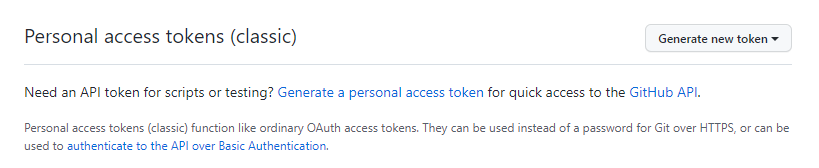 Personal access tokens (classic)
Generate new token
Need an API token for scripts or testing? Generate a personal access token for quick access to the GitHub API.
Personal access tokens (classic) function like ordinary OAuth access tokens. They can be used instead of a password for Git over HTTPS, or can be
used to authenticate to the API over Basic Authentication.